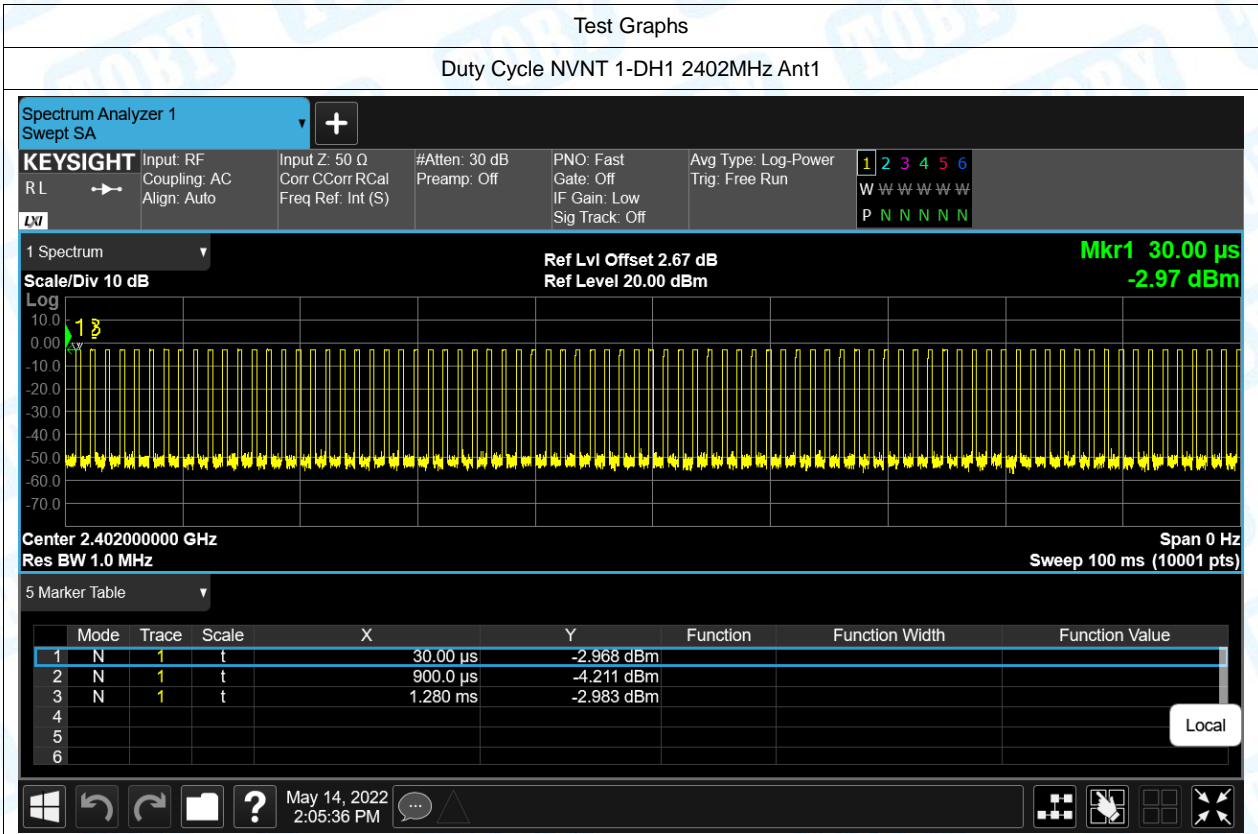 Test Graphs
Duty Cycle NVNT 1-DH1 2402MHz Ant1
Spectrum Analyzer 1
Swept SA
KEYSIGHT
RL
LXI
Input: RF
Coupling: AC
Align: Auto
Input Z: 50 Ω
Corr CCorr RCal
Freq Ref: Int (S)
#Atten: 30 dB
Preamp: Off
PNO: Fast
Gate: Off
IF Gain: Low
Sig Track: Off
Avg Type: Log-Power
Trig: Free Run
1 2 3 4 5 6
W W W W W W
P N N N N N
1 Spectrum
Scale/Div 10 dB
Ref Lvl Offset 2.67 dB
Ref Level 20.00 dBm
Mkr1 30.00 µs
-2.97 dBm
Log
10.0
0.00
-10.0
-20.0
-30.0
-40.0
-50.0
-60.0
-70.0
1
Center 2.402000000 GHz
Span 0 Hz
Res BW 1.0 MHz
Sweep 100 ms (10001 pts)
5 Marker Table
Mode Trace Scale X Y Function Function Width Function Value
1 N 1 t 30.00 µs -2.968 dBm
2 N 1 t 900.0 µs -4.211 dBm
3 N 1 t 1.280 ms -2.983 dBm
4
5
6
Local
?
May 14, 2022
2:05:36 PM
TOBY